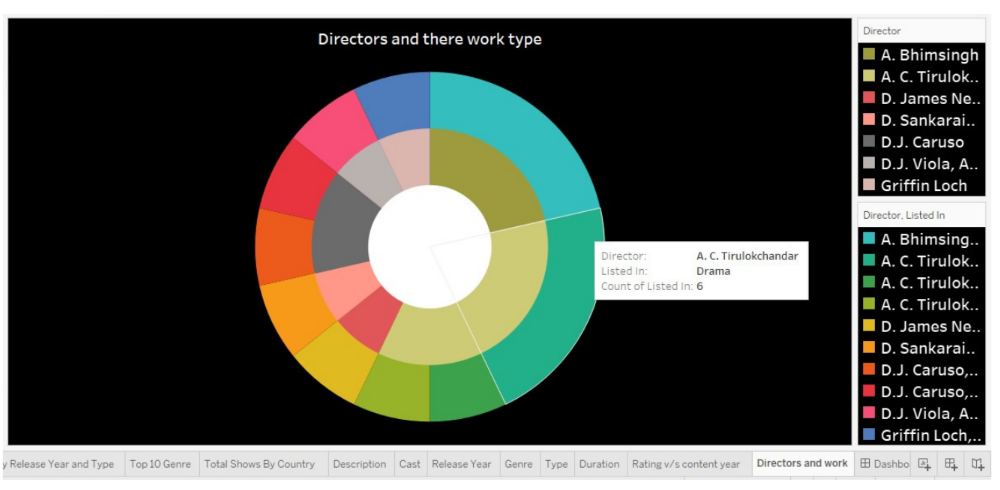 Directors and there work type
Director: A. C. Tirulokchandar
Listed In: Drama
Count of Listed In: 6
Director
A. Bhimsingh
A. C. Tirulok..
D. James Ne..
D. Sankarai..
D.J. Caruso
D.J. Viola, A..
Griffin Loch
Director, Listed In
A. Bhimsing..
A. C. Tirulok..
A. C. Tirulok..
A. C. Tirulok..
D. James Ne..
D. Sankarai..
D.J. Caruso,..
D.J. Caruso,..
D.J. Viola, A..
Griffin Loch,..
y Release Year and Type Top 10 Genre Total Shows By Country Description Cast Release Year Genre Type Duration Rating v/s content year Directors and work Dashbo